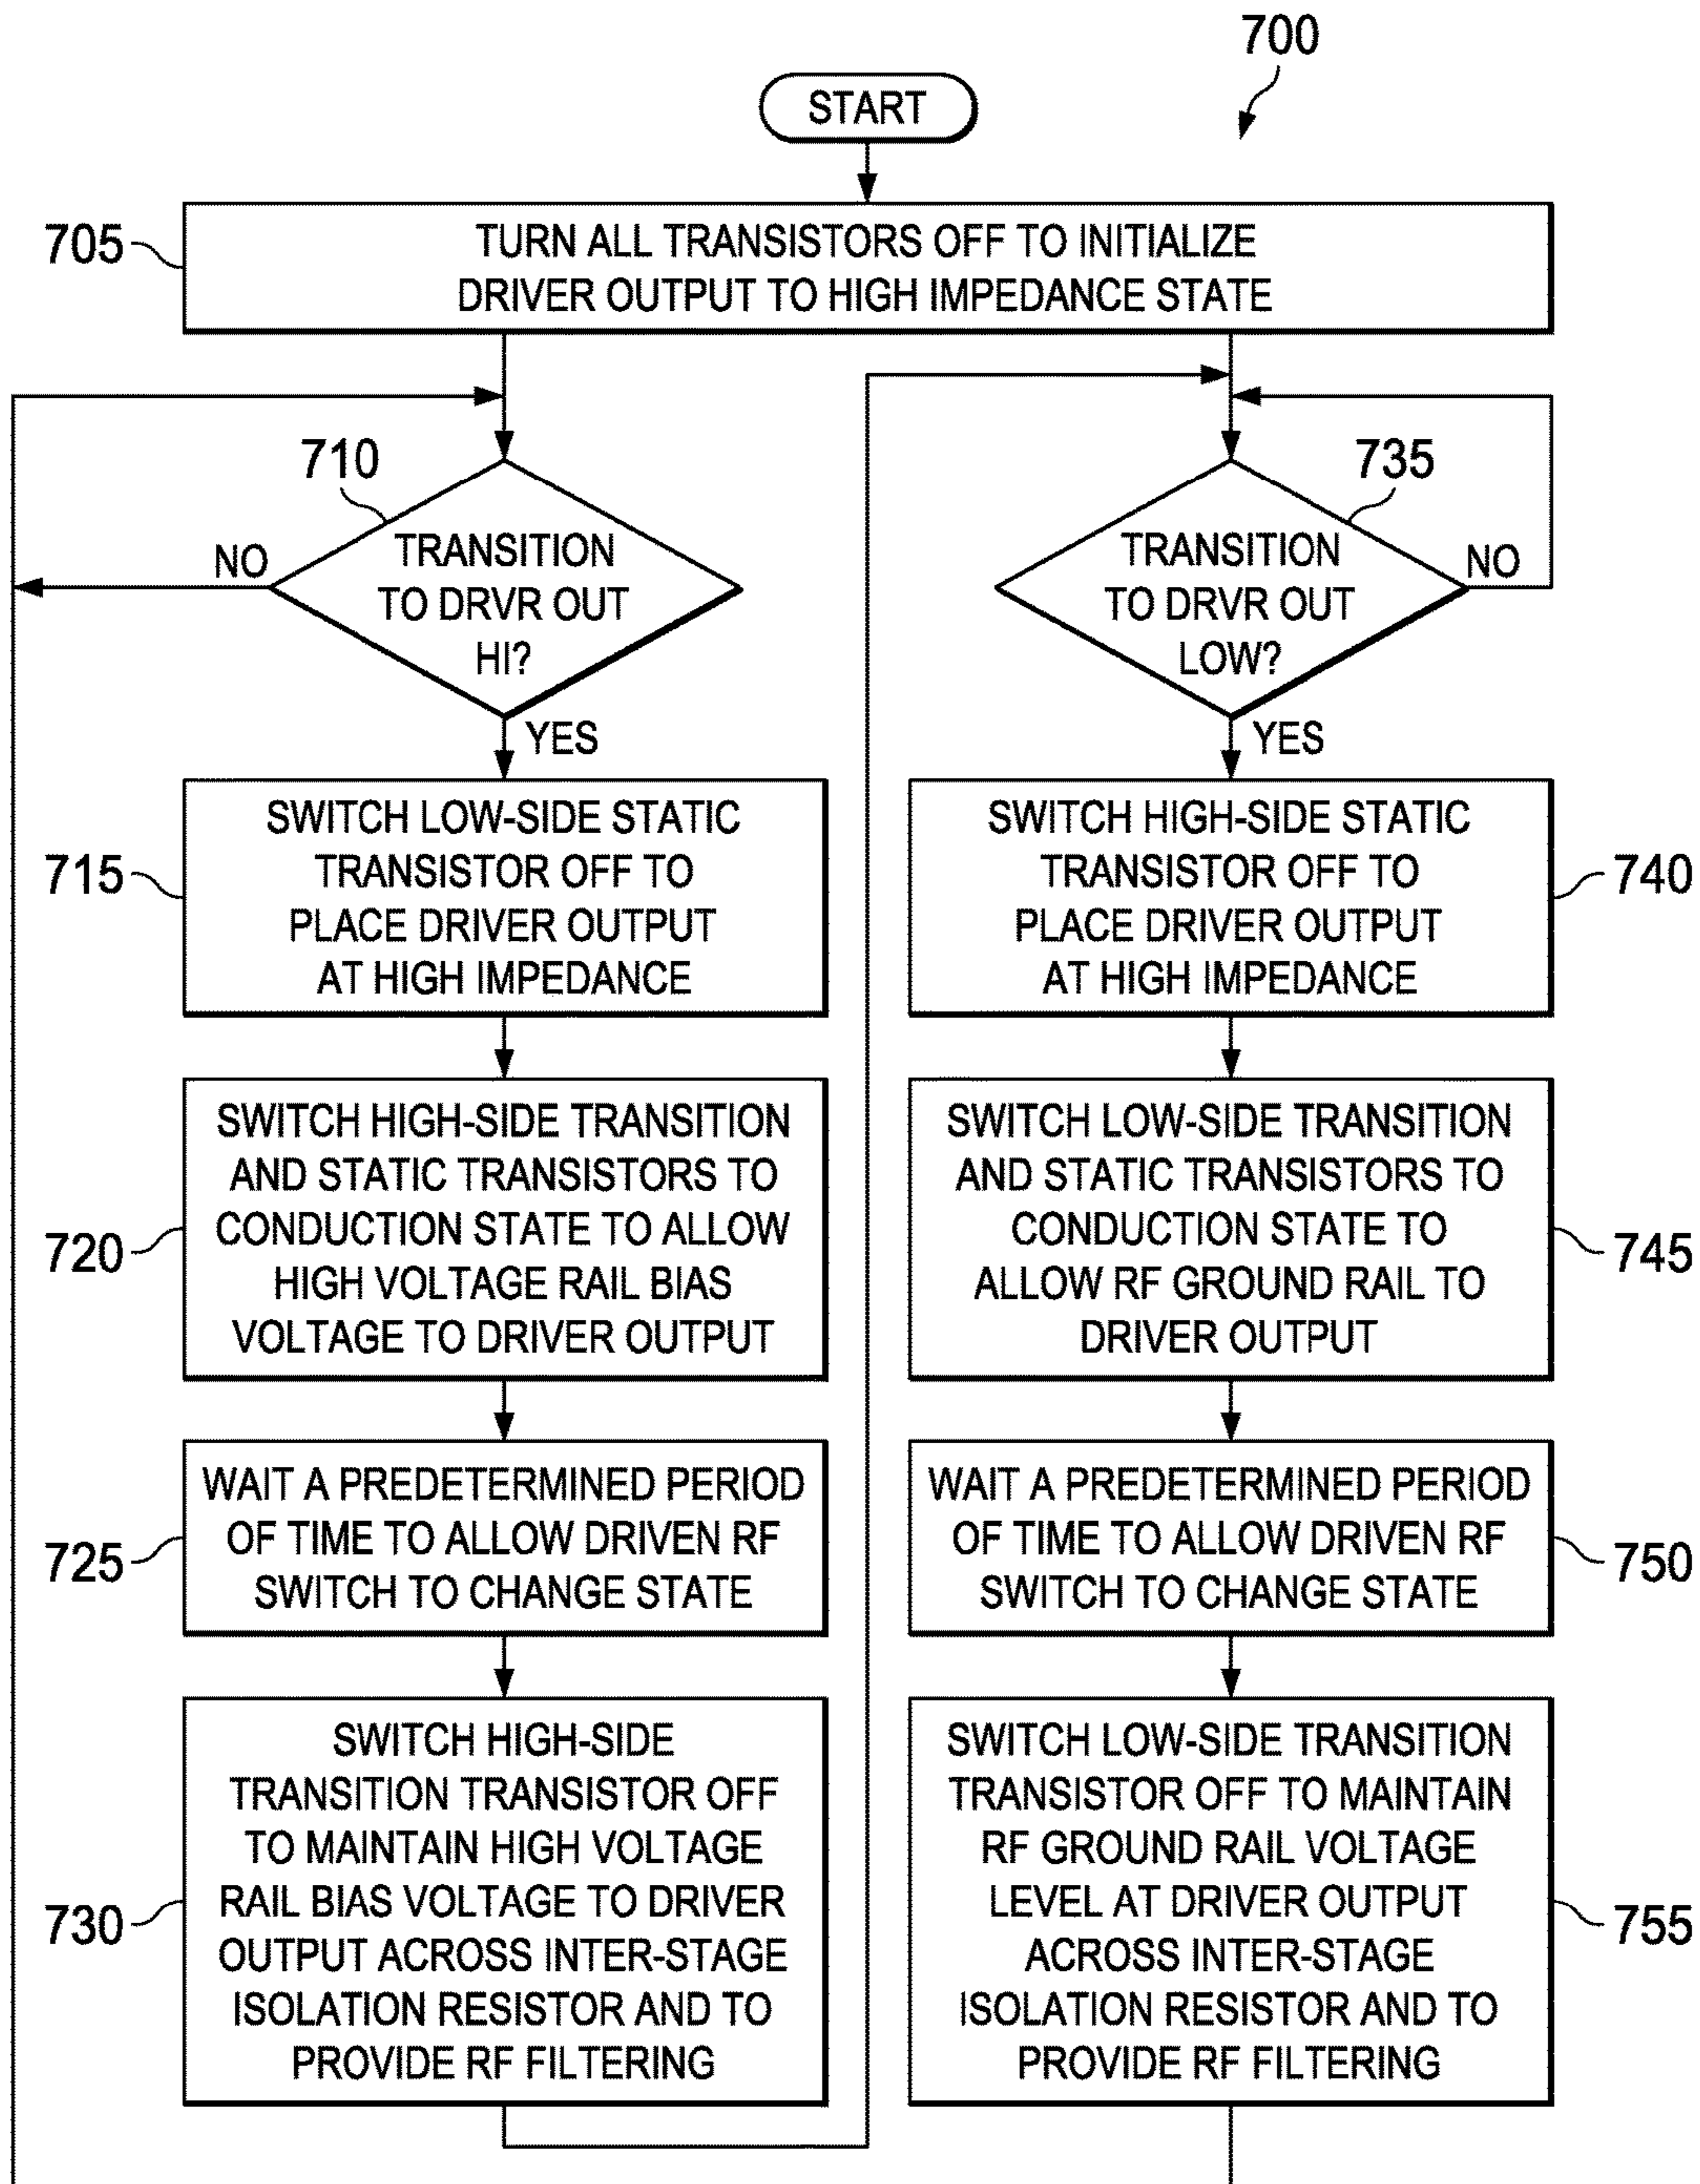 700
START
705
TURN ALL TRANSISTORS OFF TO INITIALIZE
DRIVER OUTPUT TO HIGH IMPEDANCE STATE
710
NO
TRANSITION
TO DRVR OUT
HI?
YES
715
SWITCH LOW-SIDE STATIC
TRANSISTOR OFF TO
PLACE DRIVER OUTPUT
AT HIGH IMPEDANCE
720
SWITCH HIGH-SIDE TRANSITION
AND STATIC TRANSISTORS TO
CONDUCTION STATE TO ALLOW
HIGH VOLTAGE RAIL BIAS
VOLTAGE TO DRIVER OUTPUT
725
WAIT A PREDETERMINED PERIOD
OF TIME TO ALLOW DRIVEN RF
SWITCH TO CHANGE STATE
730
SWITCH HIGH-SIDE
TRANSITION TRANSISTOR OFF
TO MAINTAIN HIGH VOLTAGE
RAIL BIAS VOLTAGE TO DRIVER
OUTPUT ACROSS INTER-STAGE
ISOLATION RESISTOR AND TO
PROVIDE RF FILTERING
735
TRANSITION
TO DRVR OUT
LOW?
NO
YES
SWITCH HIGH-SIDE STATIC
TRANSISTOR OFF TO
PLACE DRIVER OUTPUT
AT HIGH IMPEDANCE
740
SWITCH LOW-SIDE TRANSITION
AND STATIC TRANSISTORS TO
CONDUCTION STATE TO
ALLOW RF GROUND RAIL TO
DRIVER OUTPUT
745
WAIT A PREDETERMINED PERIOD
OF TIME TO ALLOW DRIVEN RF
SWITCH TO CHANGE STATE
750
SWITCH LOW-SIDE TRANSITION
TRANSISTOR OFF TO MAINTAIN
RF GROUND RAIL VOLTAGE
LEVEL AT DRIVER OUTPUT
ACROSS INTER-STAGE
ISOLATION RESISTOR AND TO
PROVIDE RF FILTERING
755